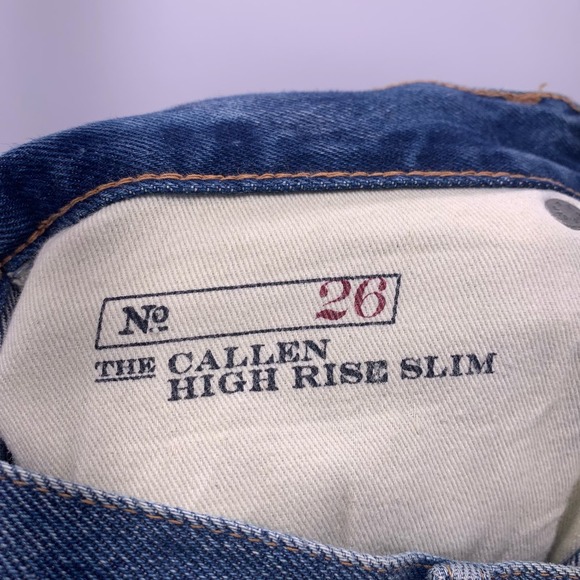 No 26
THE CALLEN
HIGH RISE SLIM